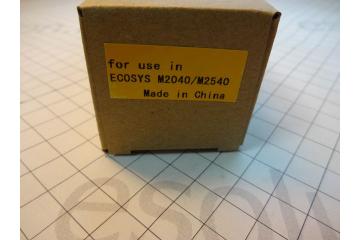 for use in
ECOSYS M2040/M2540
Made in China